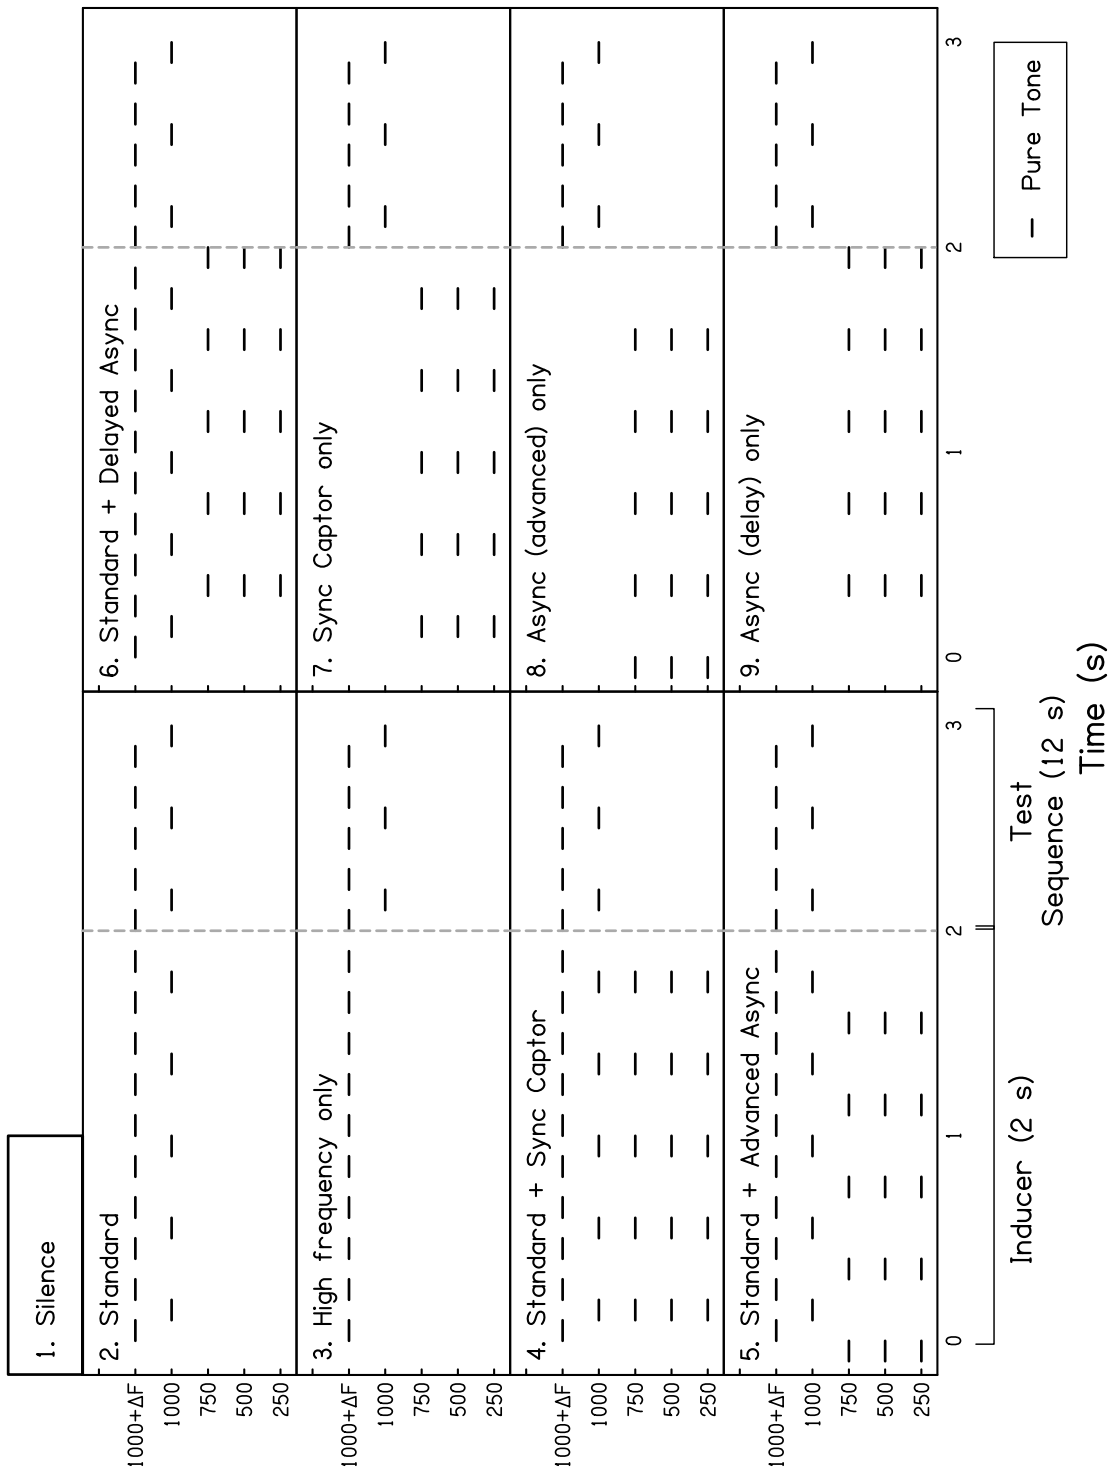 1. Silence
2. Standard
1000+ΔF
1000
750
500
250
6. Standard + Delayed Async
3. High frequency only
1000+ΔF
1000
750
500
250
7. Sync Captor only
4. Standard + Sync Captor
1000+ΔF
1000
750
500
250
8. Async (advanced) only
5. Standard + Advanced Async
1000+ΔF
1000
750
500
250
9. Async (delay) only
0 1 2 3
0 1 2 3
Inducer (2 s)
Test
Sequence (12 s)
Time (s)
Pure Tone